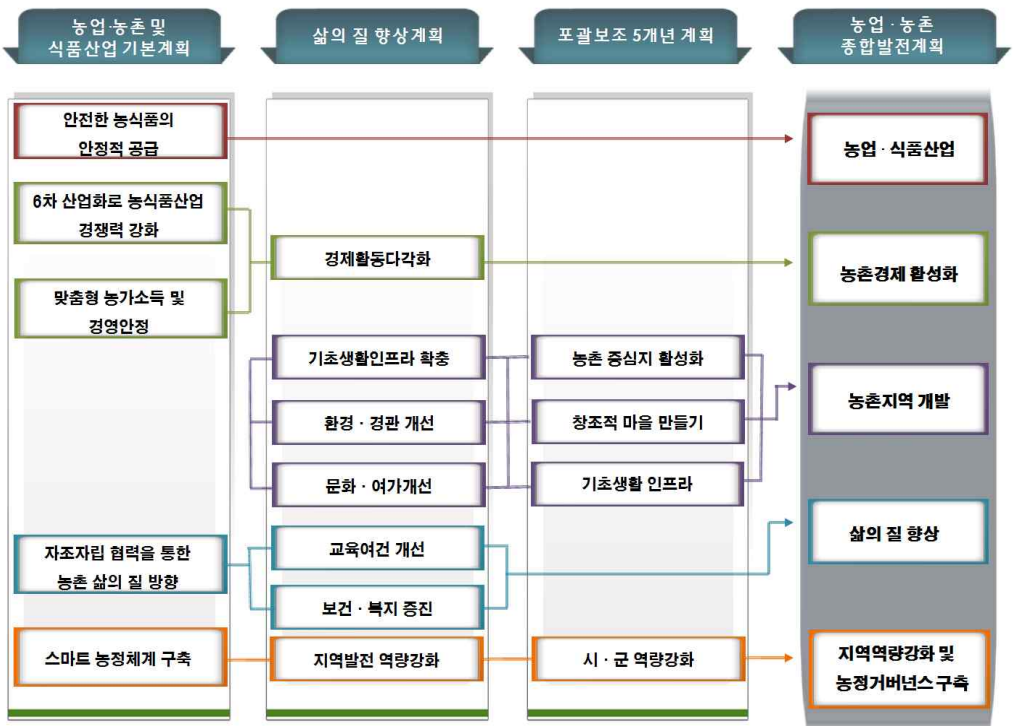 농업·농촌 및
식품산업 기본계획
삶의 질 향상계획
포괄보조 5개년 계획
농업·농촌
종합발전계획
안전한 농식품의
안정적 공급
6차 산업화로 농식품산업
경쟁력 강화
맞춤형 농가소득 및
경영안정
자조자립 협력을 통한
농촌 삶의 질 방향
스마트 농정체계 구축
경제활동다각화
기초생활인프라 확충
환경·경관 개선
문화·여가개선
교육여건 개선
보건·복지 증진
지역발전 역량강화
농촌 중심지 활성화
창조적 마을 만들기
기초생활 인프라
시·군 역량강화
농업·식품산업
농촌경제 활성화
농촌지역 개발
삶의 질 향상
지역역량강화 및
농정거버넌스 구축